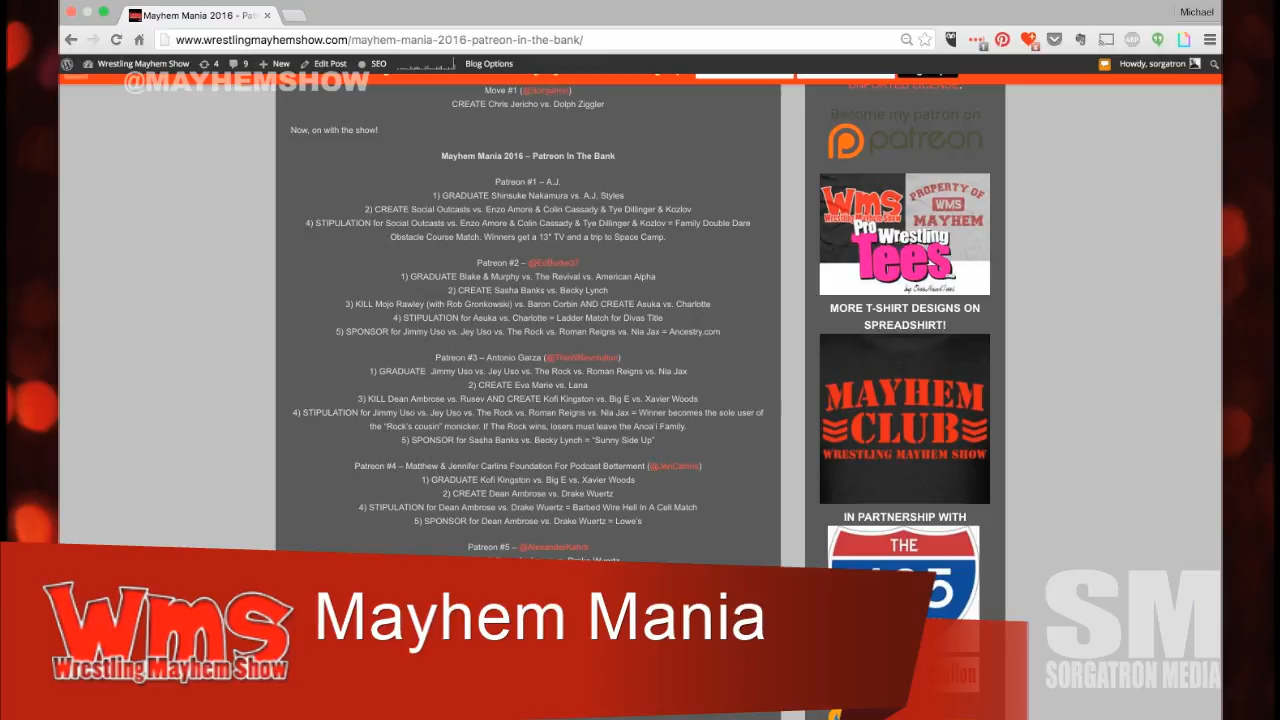 Mayhem Mania 2016 - Pat
Michael
www.wrestlingmayhemshow.com/mayhem-mania-2016-patreon-in-the-bank/
Wrestling Mayhem Show 4 9 New Edit Post SEO Blog Options Howdy, sorgatron
@MAYHEMSHOW
Move #1
CREATE Chris Jericho vs. Dolph Ziggler
Now, on with the show!
Mayhem Mania 2016 – Patreon In The Bank
Patreon #1 – A.J.
1) GRADUATE Shinsuke Nakamura vs. A.J. Styles
2) CREATE Social Outcasts vs. Enzo Amore & Colin Cassady & Tye Dillinger & Kozlov
4) STIPULATION for Social Outcasts vs. Enzo Amore & Colin Cassady & Tye Dillinger & Kozlov = Family Double Dare
Obstacle Course Match. Winners get a 13" TV and a trip to Space Camp.
Patreon #2 – @EdBurke37
1) GRADUATE Blake & Murphy vs. The Revival vs. American Alpha
2) CREATE Sasha Banks vs. Becky Lynch
3) KILL Mojo Rawley (with Rob Gronkowski) vs. Baron Corbin AND CREATE Asuka vs. Charlotte
4) STIPULATION for Asuka vs. Charlotte = Ladder Match for Divas Title
5) SPONSOR for Jimmy Uso vs. Jey Uso vs. The Rock vs. Roman Reigns vs. Nia Jax = Ancestry.com
Patreon #3 – Antonio Garza (@TheWRevolution)
1) GRADUATE Jimmy Uso vs. Jey Uso vs. The Rock vs. Roman Reigns vs. Nia Jax
2) CREATE Eva Marie vs. Lana
3) KILL Dean Ambrose vs. Rusev AND CREATE Kofi Kingston vs. Big E vs. Xavier Woods
4) STIPULATION for Jimmy Uso vs. Jey Uso vs. The Rock vs. Roman Reigns vs. Nia Jax = Winner becomes the sole user of
the "Rock's cousin" monicker. If The Rock wins, losers must leave the Anoa'i Family.
5) SPONSOR for Sasha Banks vs. Becky Lynch = "Sunny Side Up"
Patreon #4 – Matthew & Jennifer Carlins Foundation For Podcast Betterment (@JenCarlins)
1) GRADUATE Kofi Kingston vs. Big E vs. Xavier Woods
2) CREATE Dean Ambrose vs. Drake Wuertz
4) STIPULATION for Dean Ambrose vs. Drake Wuertz = Barbed Wire Hell In A Cell Match
5) SPONSOR for Dean Ambrose vs. Drake Wuertz = Lowe's
Patreon #5 – @AlexanderKehrb
UNPORTED LICENSE.
Become my patron on
patreon
WMS
Wrestling Mayhem Show
PROPERTY OF
WMS
MAYHEM
Pro
Wrestling
Tees
MORE T-SHIRT DESIGNS ON
SPREADSHIRT!
MAYHEM
CLUB
WRESTLING MAYHEM SHOW
IN PARTNERSHIP WITH
THE
WMS
Wrestling Mayhem Show
Mayhem Mania
SM
SORGATRON MEDIA